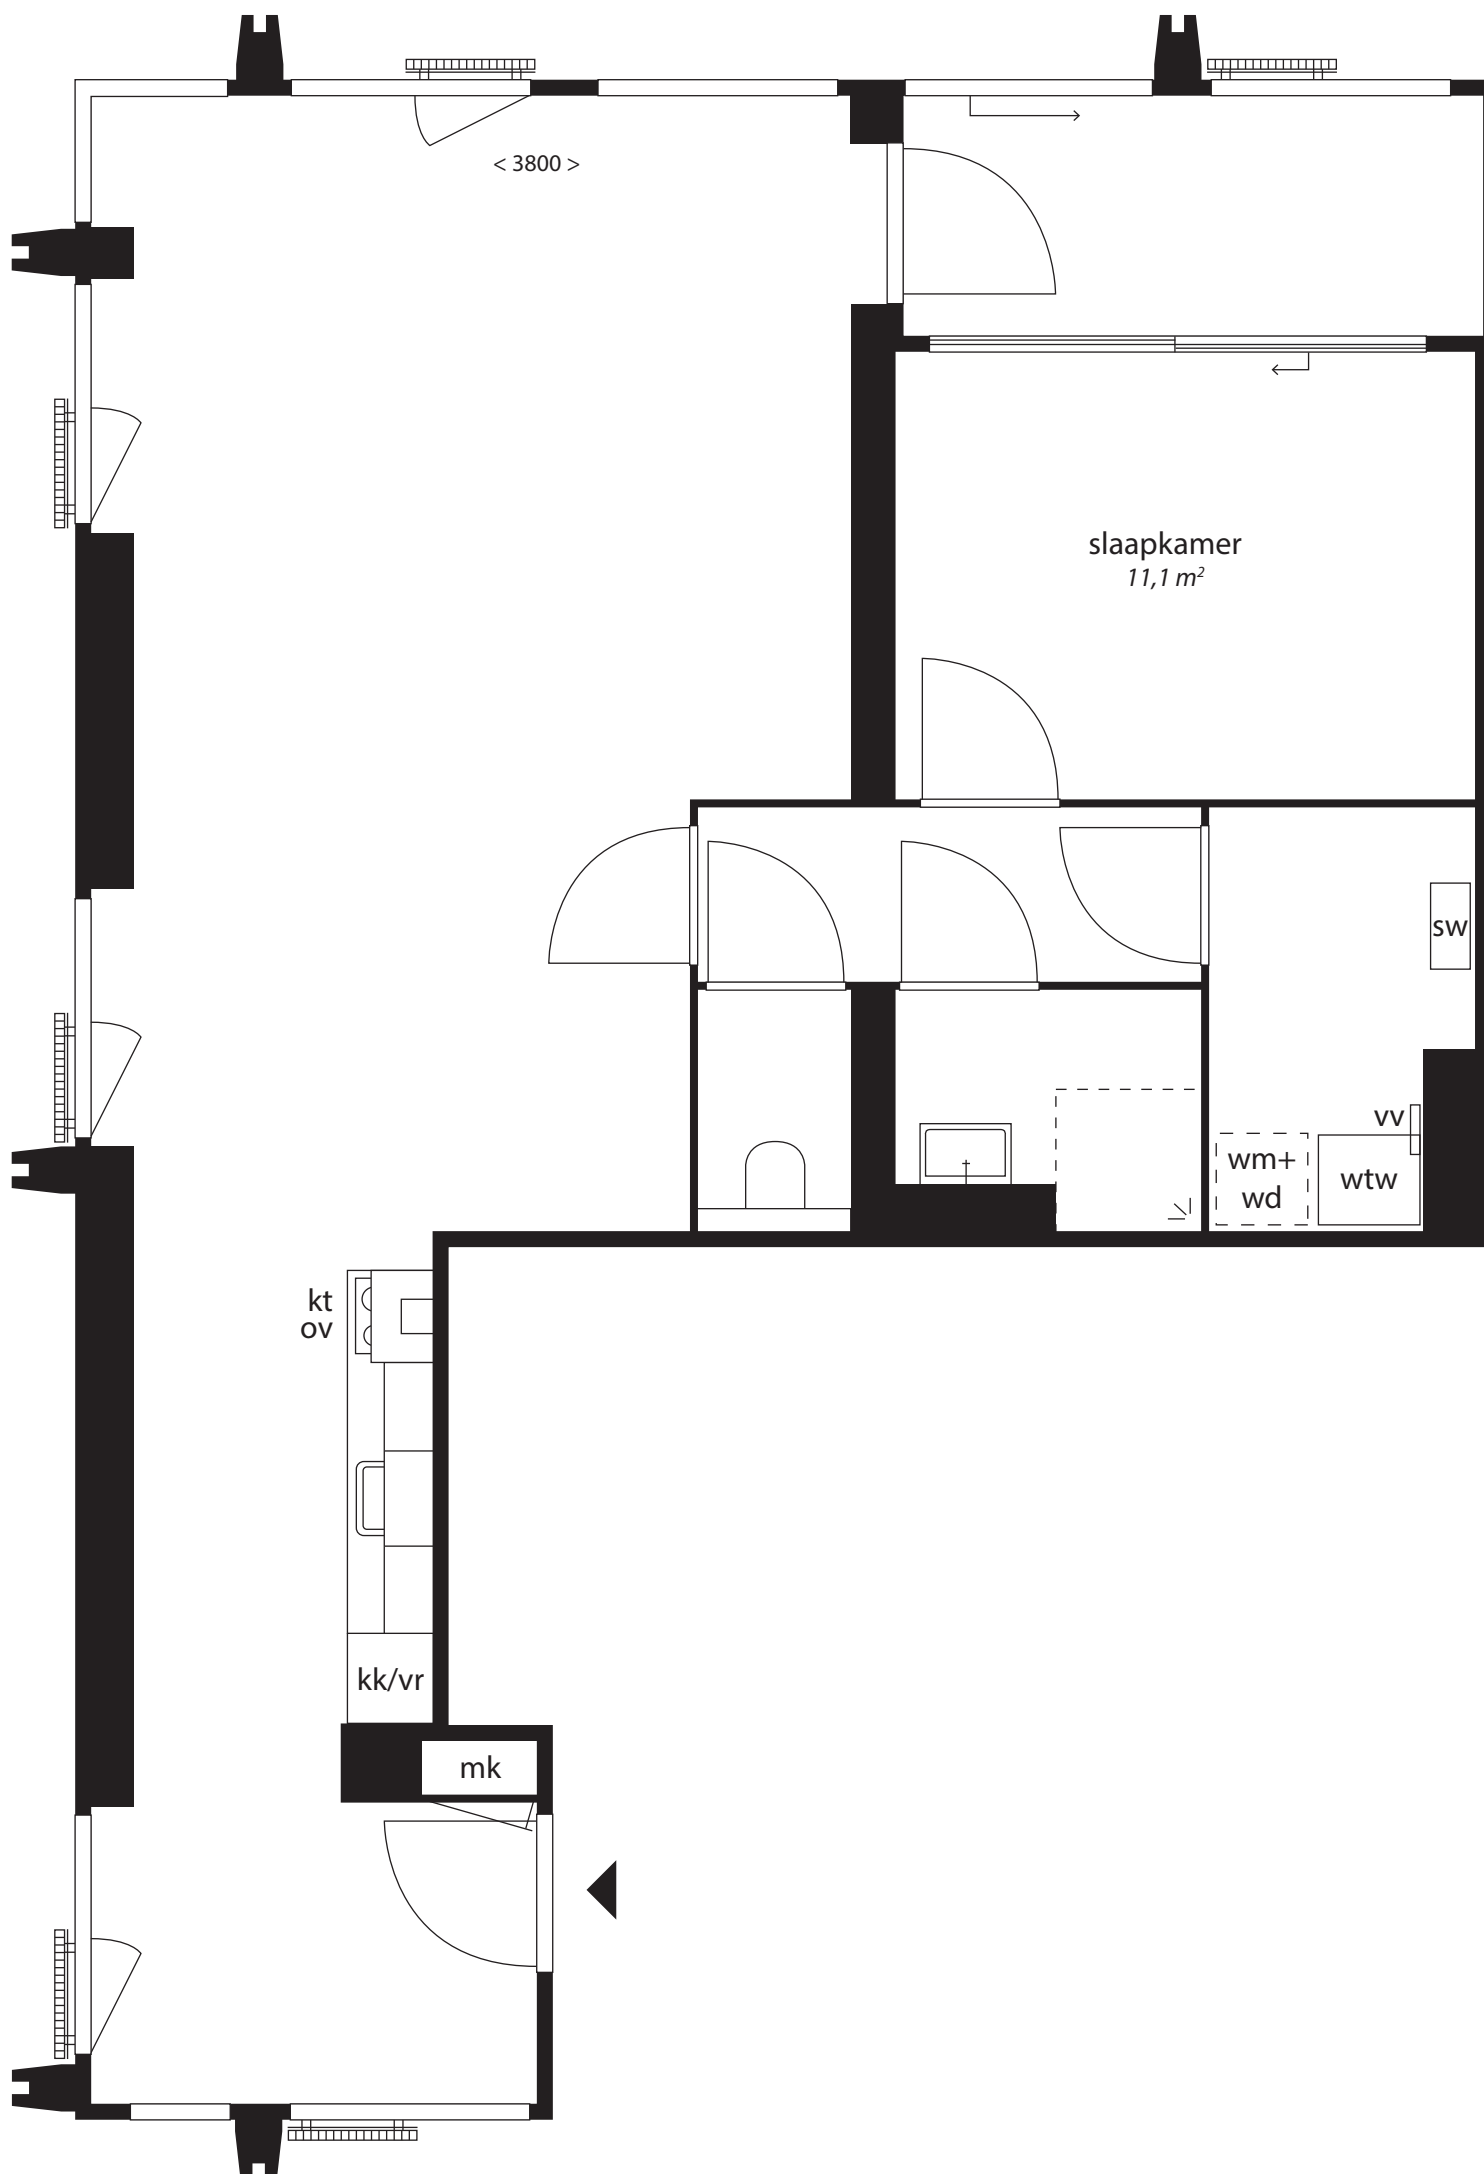 < 3800 >
slaapkamer
11,1 m²
sw
vv
wm+
wd
wtw
kt
ov
kk/vr
mk